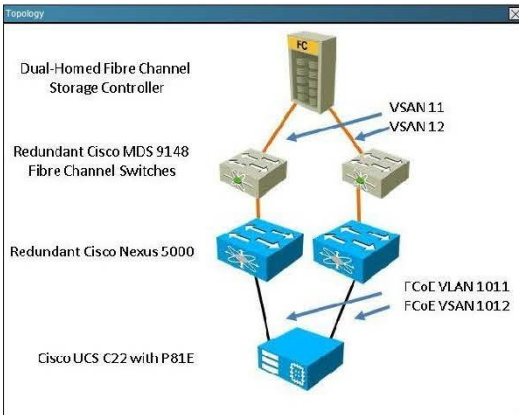 Topology
FC
Dual-Homed Fibre Channel
Storage Controller
VSAN 11
VSAN 12
Redundant Cisco MDS 9148
Fibre Channel Switches
Redundant Cisco Nexus 5000
FCoE VLAN 1011
FCoE VSAN 1012
Cisco UCS C22 with P81E